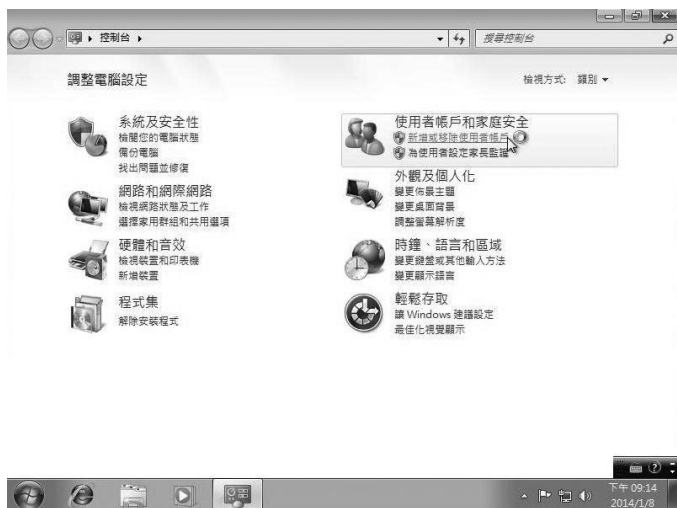 控制台
搜尋控制台
調整電腦設定
檢視方式: 類別
系統及安全性
檢閱您的電腦狀態
備份電腦
找出問題並修復
網路和網際網路
檢視網路狀態及工作
選擇家用群組和共用選項
硬體和音效
檢視裝置和印表機
新增裝置
程式集
解除安裝程式
使用者帳戶和家庭安全
新增或移除使用者帳戶
為使用者設定家長監護
外觀及個人化
變更佈景主題
變更桌面背景
調整螢幕解析度
時鐘、語言和區域
變更鍵盤或其他輸入方法
變更顯示語言
輕鬆存取
讓 Windows 建議設定
最佳化視覺顯示
下午 09:14
2014/1/8